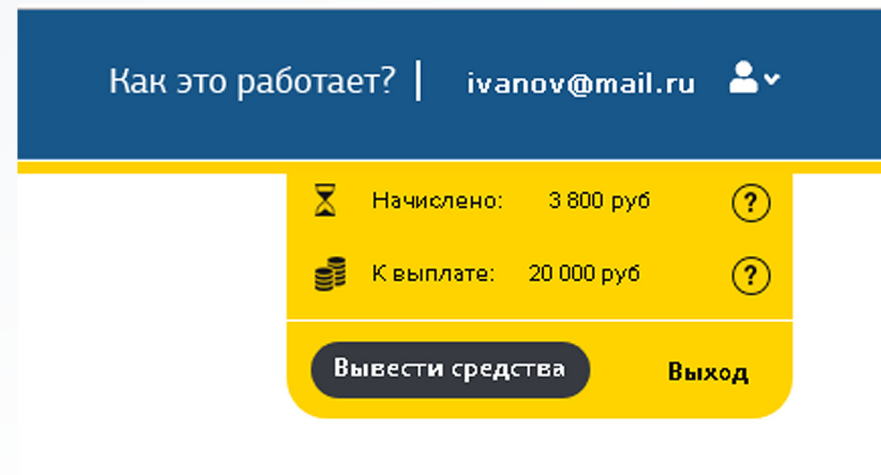 Как это работает? | ivanov@mail.ru
Начислено: 3 800 руб ?
К выплате: 20 000 руб ?
Вывести средства Выход